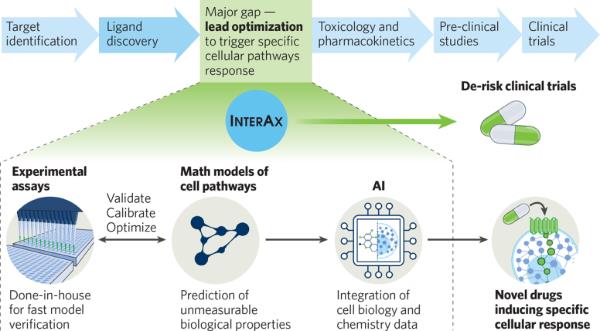 Target
identification
Ligand
discovery
Major gap —
lead optimization
to trigger specific
cellular pathways
response
Toxicology and
pharmacokinetics
Pre-clinical
studies
Clinical
trials
De-risk clinical trials
INTERAX
Experimental
assays
Validate
Calibrate
Optimize
Math models of
cell pathways
AI
Done-in-house
for fast model
verification
Prediction of
unmeasurable
biological properties
Integration of
cell biology and
chemistry data
Novel drugs
inducing specific
cellular response